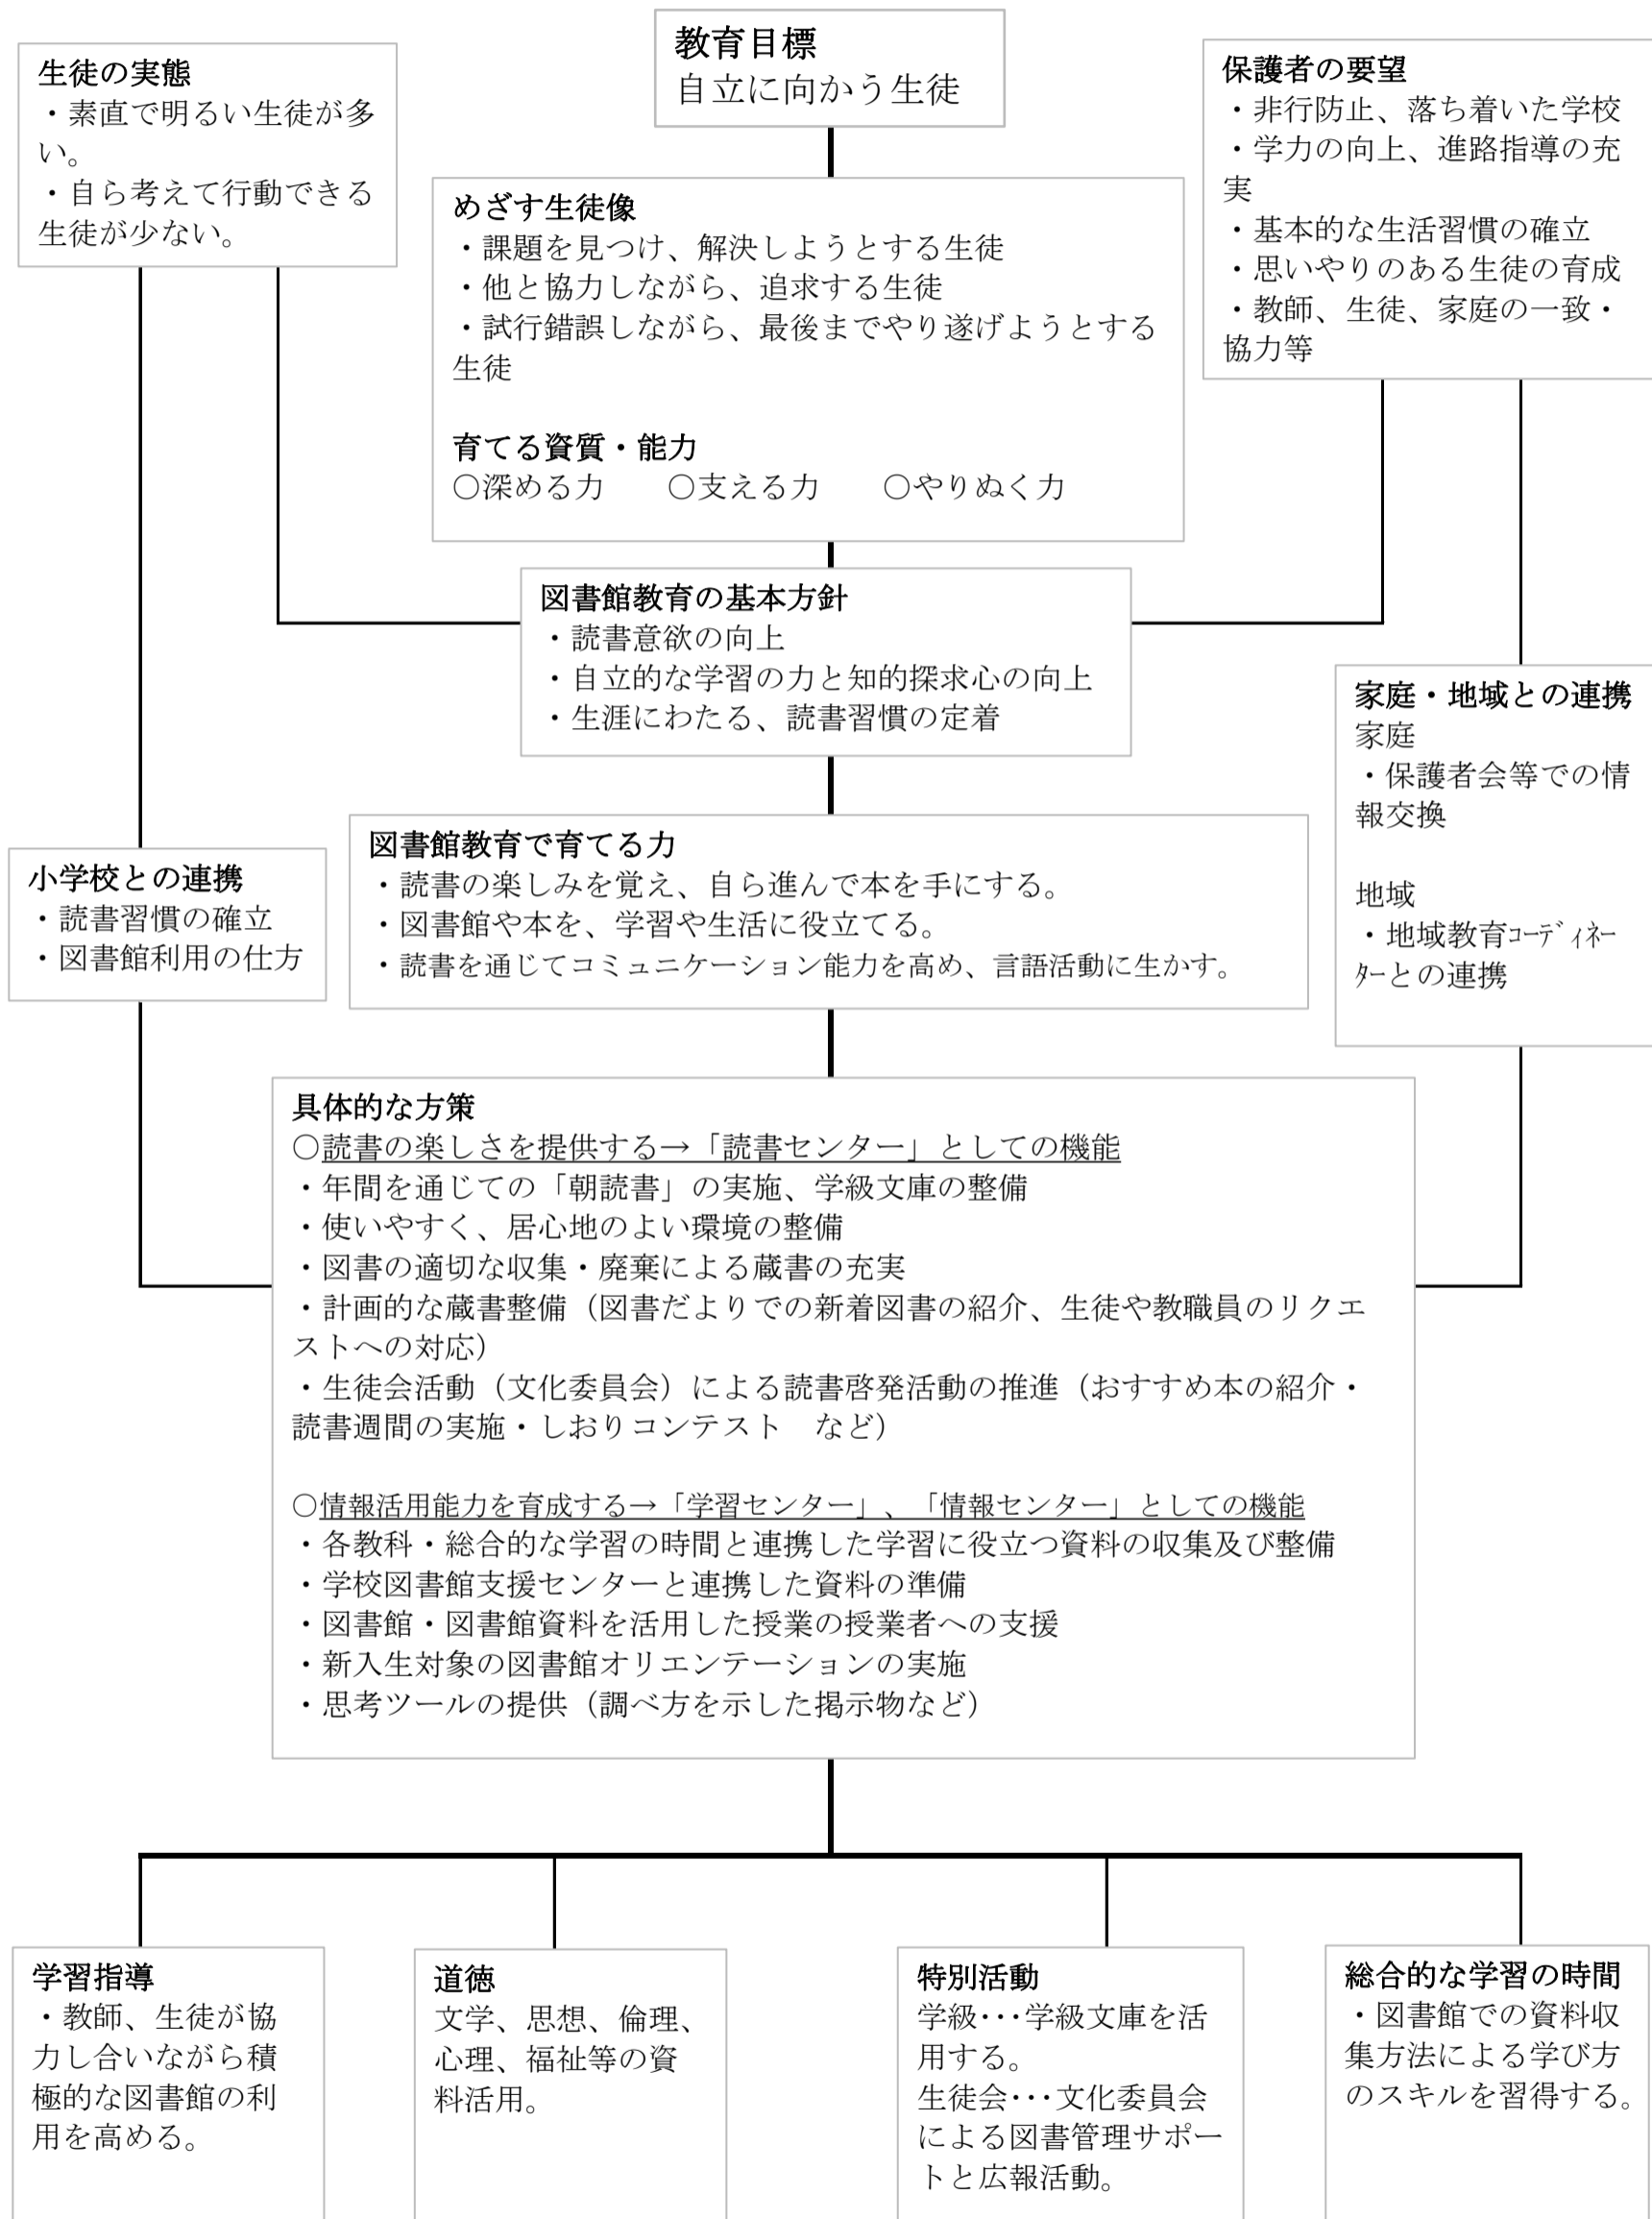 教育目標
自立に向かう生徒
生徒の実態
・素直で明るい生徒が多
い。
・自ら考えて行動できる
生徒が少ない。
保護者の要望
・非行防止、落ち着いた学校
・学力の向上、進路指導の充
実
・基本的な生活習慣の確立
・思いやりのある生徒の育成
・教師、生徒、家庭の一致・
協力等
めざす生徒像
・課題を見つけ、解決しようとする生徒
・他と協力しながら、追求する生徒
・試行錯誤しながら、最後までやり遂げようとする
生徒
育てる資質・能力
○深める力　　○支える力　　○やりぬく力
図書館教育の基本方針
・読書意欲の向上
・自立的な学習の力と知的探求心の向上
・生涯にわたる、読書習慣の定着
家庭・地域との連携
家庭
・保護者会等での情
報交換
地域
・地域教育ｺｰﾃﾞｨﾈｰ
ﾀｰとの連携
図書館教育で育てる力
・読書の楽しみを覚え、自ら進んで本を手にする。
・図書館や本を、学習や生活に役立てる。
・読書を通じてコミュニケーション能力を高め、言語活動に生かす。
小学校との連携
・読書習慣の確立
・図書館利用の仕方
具体的な方策
○読書の楽しさを提供する→「読書センター」としての機能
・年間を通じての「朝読書」の実施、学級文庫の整備
・使いやすく、居心地のよい環境の整備
・図書の適切な収集・廃棄による蔵書の充実
・計画的な蔵書整備（図書だよりでの新着図書の紹介、生徒や教職員のリクエ
ストへの対応）
・生徒会活動（文化委員会）による読書啓発活動の推進（おすすめ本の紹介・
読書週間の実施・しおりコンテスト　など）
○情報活用能力を育成する→「学習センター」、「情報センター」としての機能
・各教科・総合的な学習の時間と連携した学習に役立つ資料の収集及び整備
・学校図書館支援センターと連携した資料の準備
・図書館・図書館資料を活用した授業の授業者への支援
・新入生対象の図書館オリエンテーションの実施
・思考ツールの提供（調べ方を示した掲示物など）
学習指導
・教師、生徒が協
力し合いながら積
極的な図書館の利
用を高める。
道徳
文学、思想、倫理、
心理、福祉等の資
料活用。
特別活動
学級･･･学級文庫を活
用する。
生徒会･･･文化委員会
による図書管理サポー
トと広報活動。
総合的な学習の時間
・図書館での資料収
集方法による学び方
のスキルを習得する。